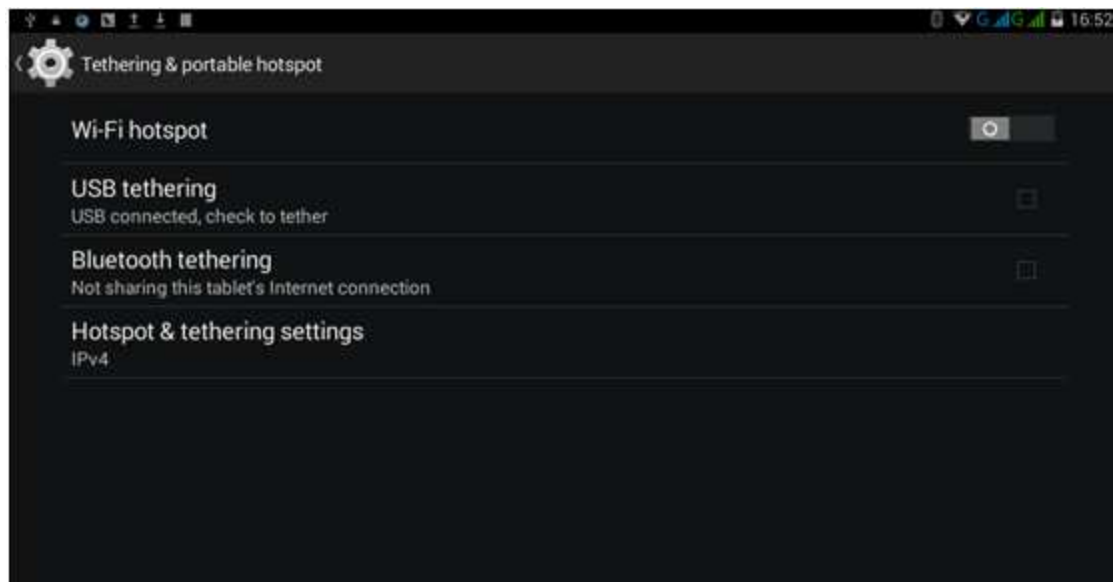 G G 16:52
Tethering & portable hotspot
Wi-Fi hotspot
USB tethering
USB connected, check to tether
Bluetooth tethering
Not sharing this tablet's Internet connection
Hotspot & tethering settings
IPv4